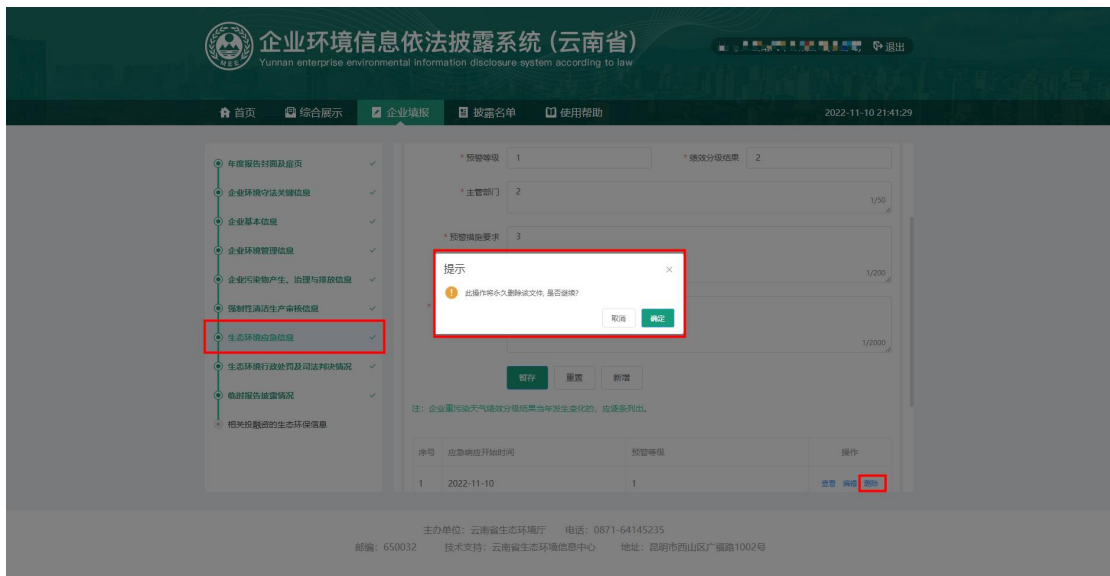 企业环境信息依法披露系统 (云南省)
Yunnan enterprise environmental information disclosure system according to law
退出
首页 综合展示 企业填报 披露名单 使用帮助 2022-11-10 21:41:29
年度报告封面及扉页
企业环境守法关键信息
企业基本信息
企业环境管理信息
企业污染物产生、治理与排放信息
强制性清洁生产审核信息
生态环境应急信息
生态环境行政处罚及司法判决情况
临时报告披露情况
相关投融资的生态环保信息
* 预警等级 1 * 绩效分级结果 2
* 主管部门 2
1/50
* 预警措施要求 3
1/200
提示
此操作将永久删除该文件, 是否继续?
取消 确定
*
1/2000
暂存 重置 新增
注：企业重污染天气绩效分级结果当年发生变化的，应逐条列出。
序号 应急响应开始时间 预警等级 操作
1 2022-11-10 1 查看 编辑 删除
主办单位：云南省生态环境厅 电话：0871-64145235
邮编：650032 技术支持：云南省生态环境信息中心 地址：昆明市西山区广福路1002号